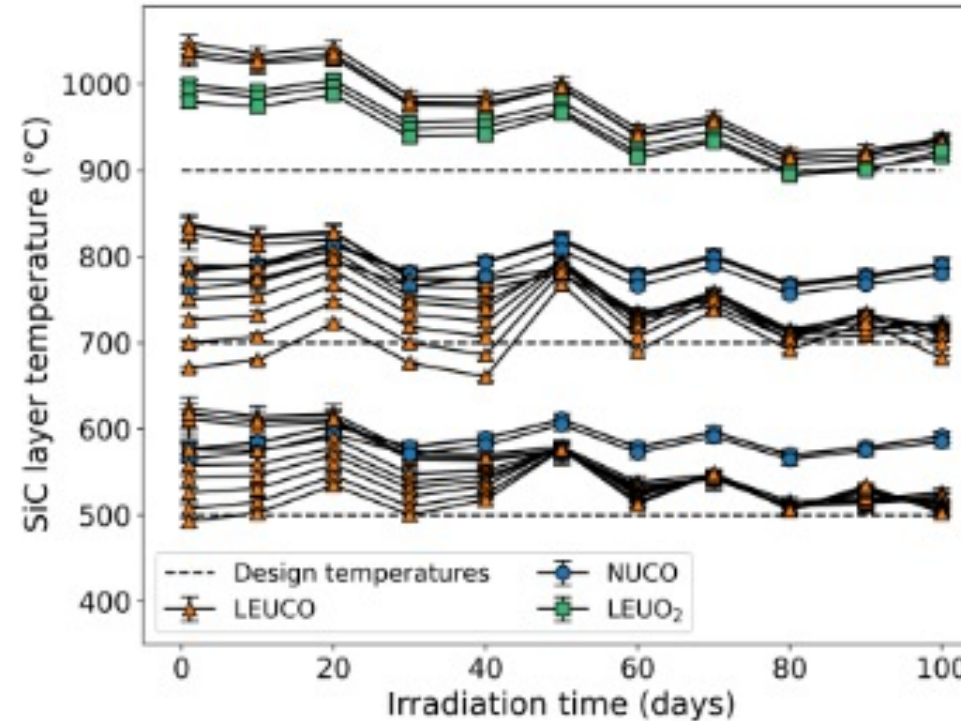 SiC layer temperature (°C)
1000
900
800
700
600
500
400
Design temperatures
LEUCO
NUCO
LEUO₂
0 20 40 60 80 100
Irradiation time (days)